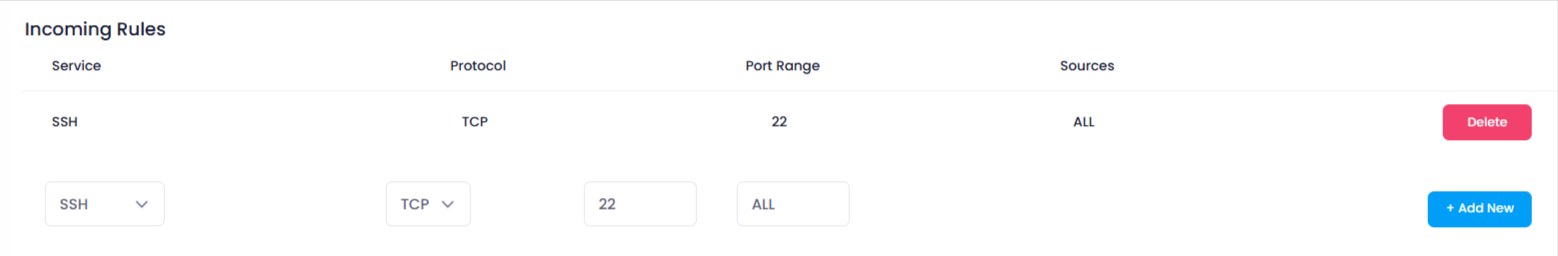 Incoming Rules
Service Protocol Port Range Sources
SSH TCP 22 ALL Delete
SSH TCP 22 ALL + Add New